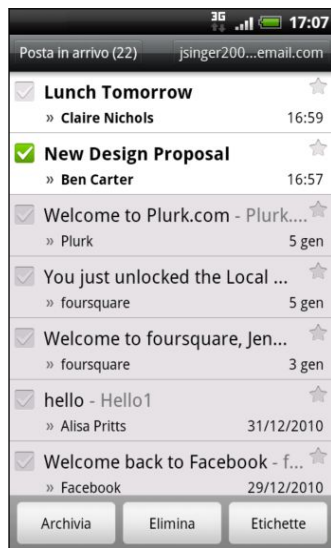 3G 17:07
Posta in arrivo (22) jsinger200...email.com
Lunch Tomorrow
» Claire Nichols 16:59
New Design Proposal
» Ben Carter 16:57
Welcome to Plurk.com - Plurk....
» Plurk 5 gen
You just unlocked the Local ...
» foursquare 5 gen
Welcome to foursquare, Jen...
» foursquare 3 gen
hello - Hello1
» Alisa Pritts 31/12/2010
Welcome back to Facebook - f...
» Facebook 29/12/2010
Archivia Elimina Etichette